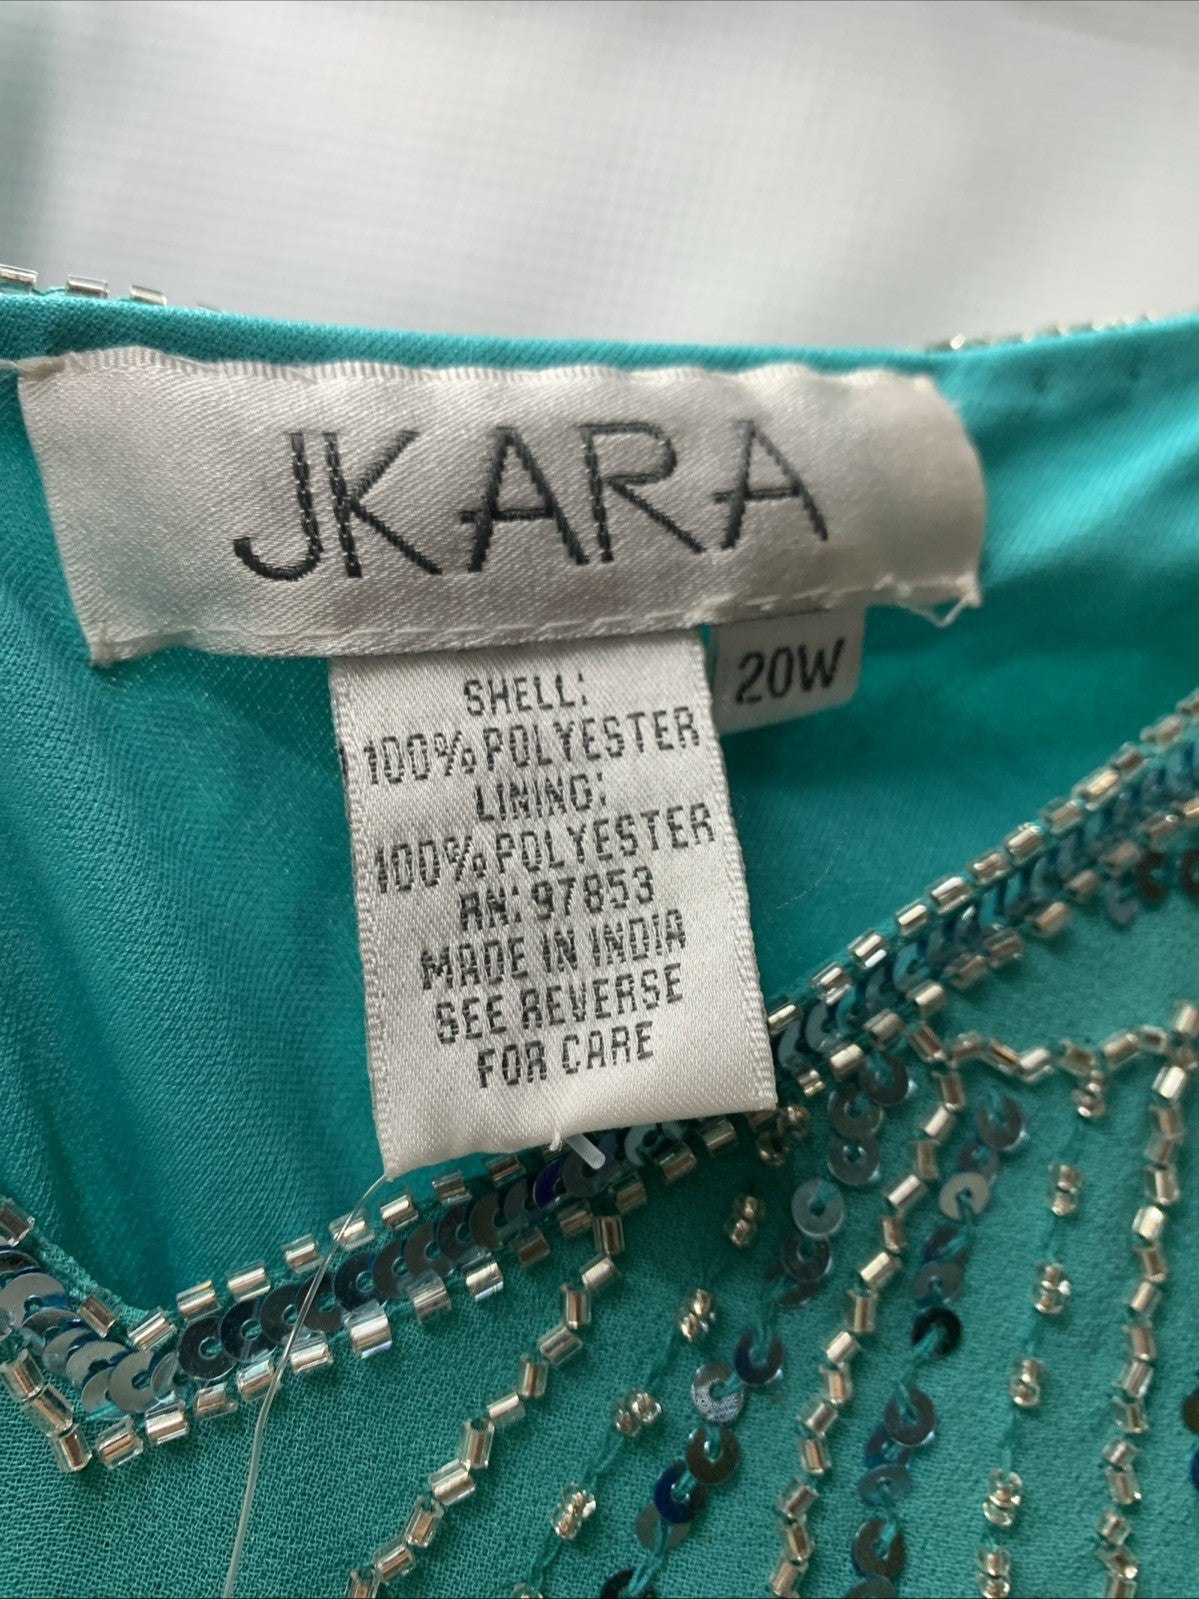 JKARA
20W
SHELL:
100% POLYESTER
LINING:
100% POLYESTER
RN: 97853
MADE IN INDIA
SEE REVERSE
FOR CARE